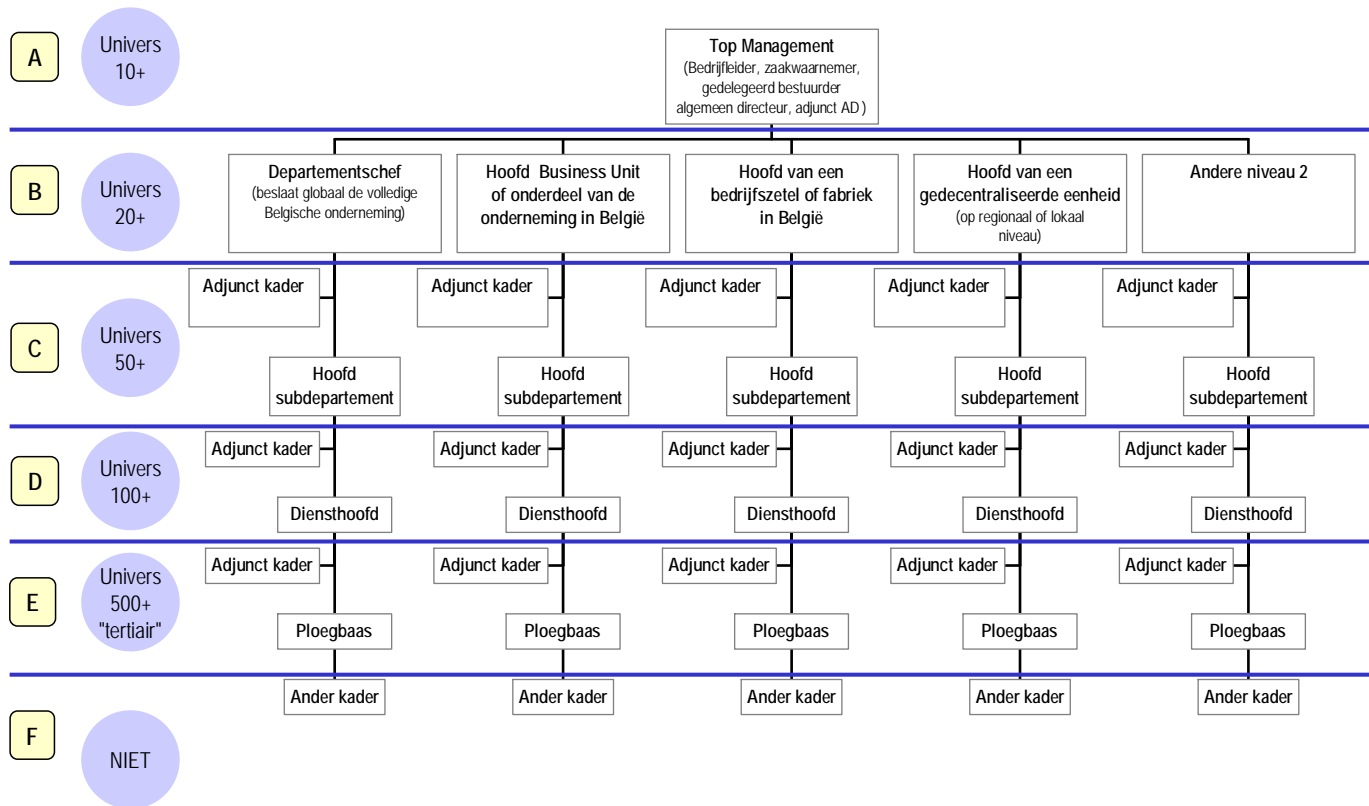 A
Univers
10+
Top Management
(Bedrijfleider, zaakwaarnemer,
gedelegeerd bestuurder
algemeen directeur, adjunct AD )
B
Univers
20+
Departementschef
(beslaat globaal de volledige
Belgische onderneming)
Hoofd Business Unit
of onderdeel van de
onderneming in België
Hoofd van een
bedrijfszetel of fabriek
in België
Hoofd van een
gedecentraliseerde eenheid
(op regionaal of lokaal
niveau)
Andere niveau 2
C
Univers
50+
Adjunct kader
Adjunct kader
Adjunct kader
Adjunct kader
Adjunct kader
Hoofd
subdepartement
Hoofd
subdepartement
Hoofd
subdepartement
Hoofd
subdepartement
Hoofd
subdepartement
D
Univers
100+
Adjunct kader
Adjunct kader
Adjunct kader
Adjunct kader
Adjunct kader
Diensthoofd
Diensthoofd
Diensthoofd
Diensthoofd
Diensthoofd
E
Univers
500+
"tertiair"
Adjunct kader
Adjunct kader
Adjunct kader
Adjunct kader
Adjunct kader
Ploegbaas
Ploegbaas
Ploegbaas
Ploegbaas
Ploegbaas
F
NIET
Ander kader
Ander kader
Ander kader
Ander kader
Ander kader